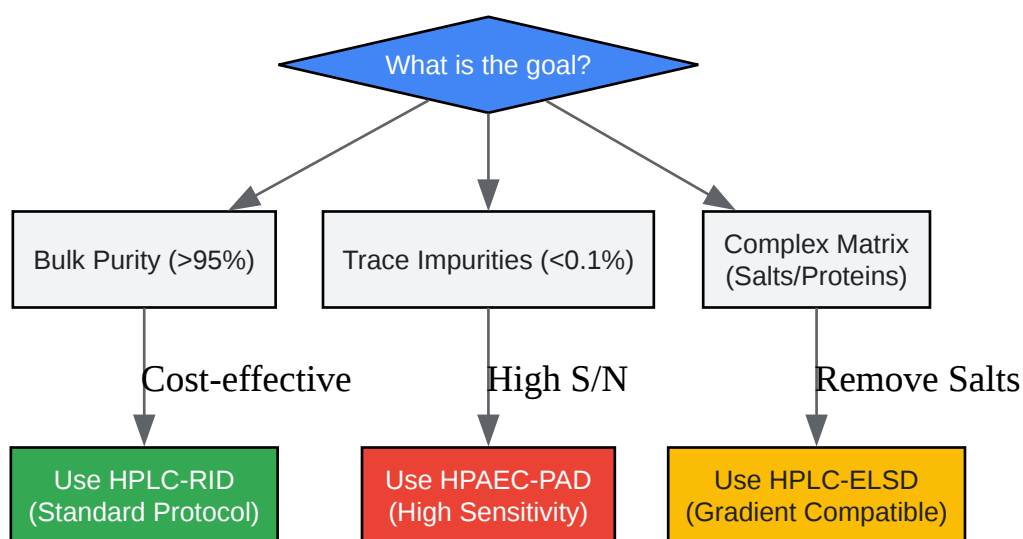 What is the goal?
Bulk Purity (>95%)
Trace Impurities (<0.1%)
Complex Matrix
(Salts/Proteins)
Cost-effective
High S/N
Remove Salts
Use HPLC-RID
(Standard Protocol)
Use HPAEC-PAD
(High Sensitivity)
Use HPLC-ELSD
(Gradient Compatible)